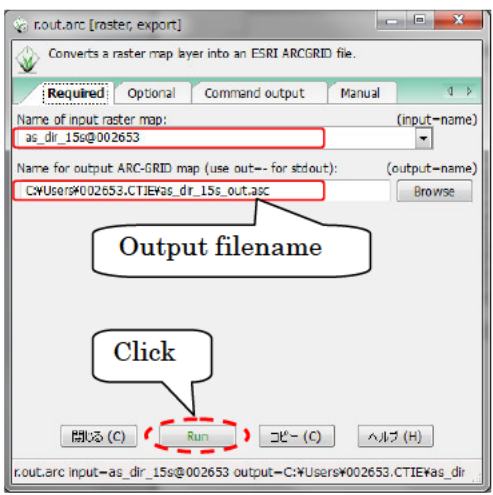 r.out.arc [raster, export]
Converts a raster map layer into an ESRI ARCGRID file.
Required Optional Command output Manual
Name of input raster map: (input=name)
as_dir_15s@002653
Name for output ARC-GRID map (use out=- for stdout): (output=name)
C:¥Users¥002653.CTIE¥as_dir_15s_out.asc Browse
Output filename
Click
閉じる (C) Run コピー (C) ヘルプ (H)
r.out.arc input=as_dir_15s@002653 output=C:¥Users¥002653.CTIE¥as_dir